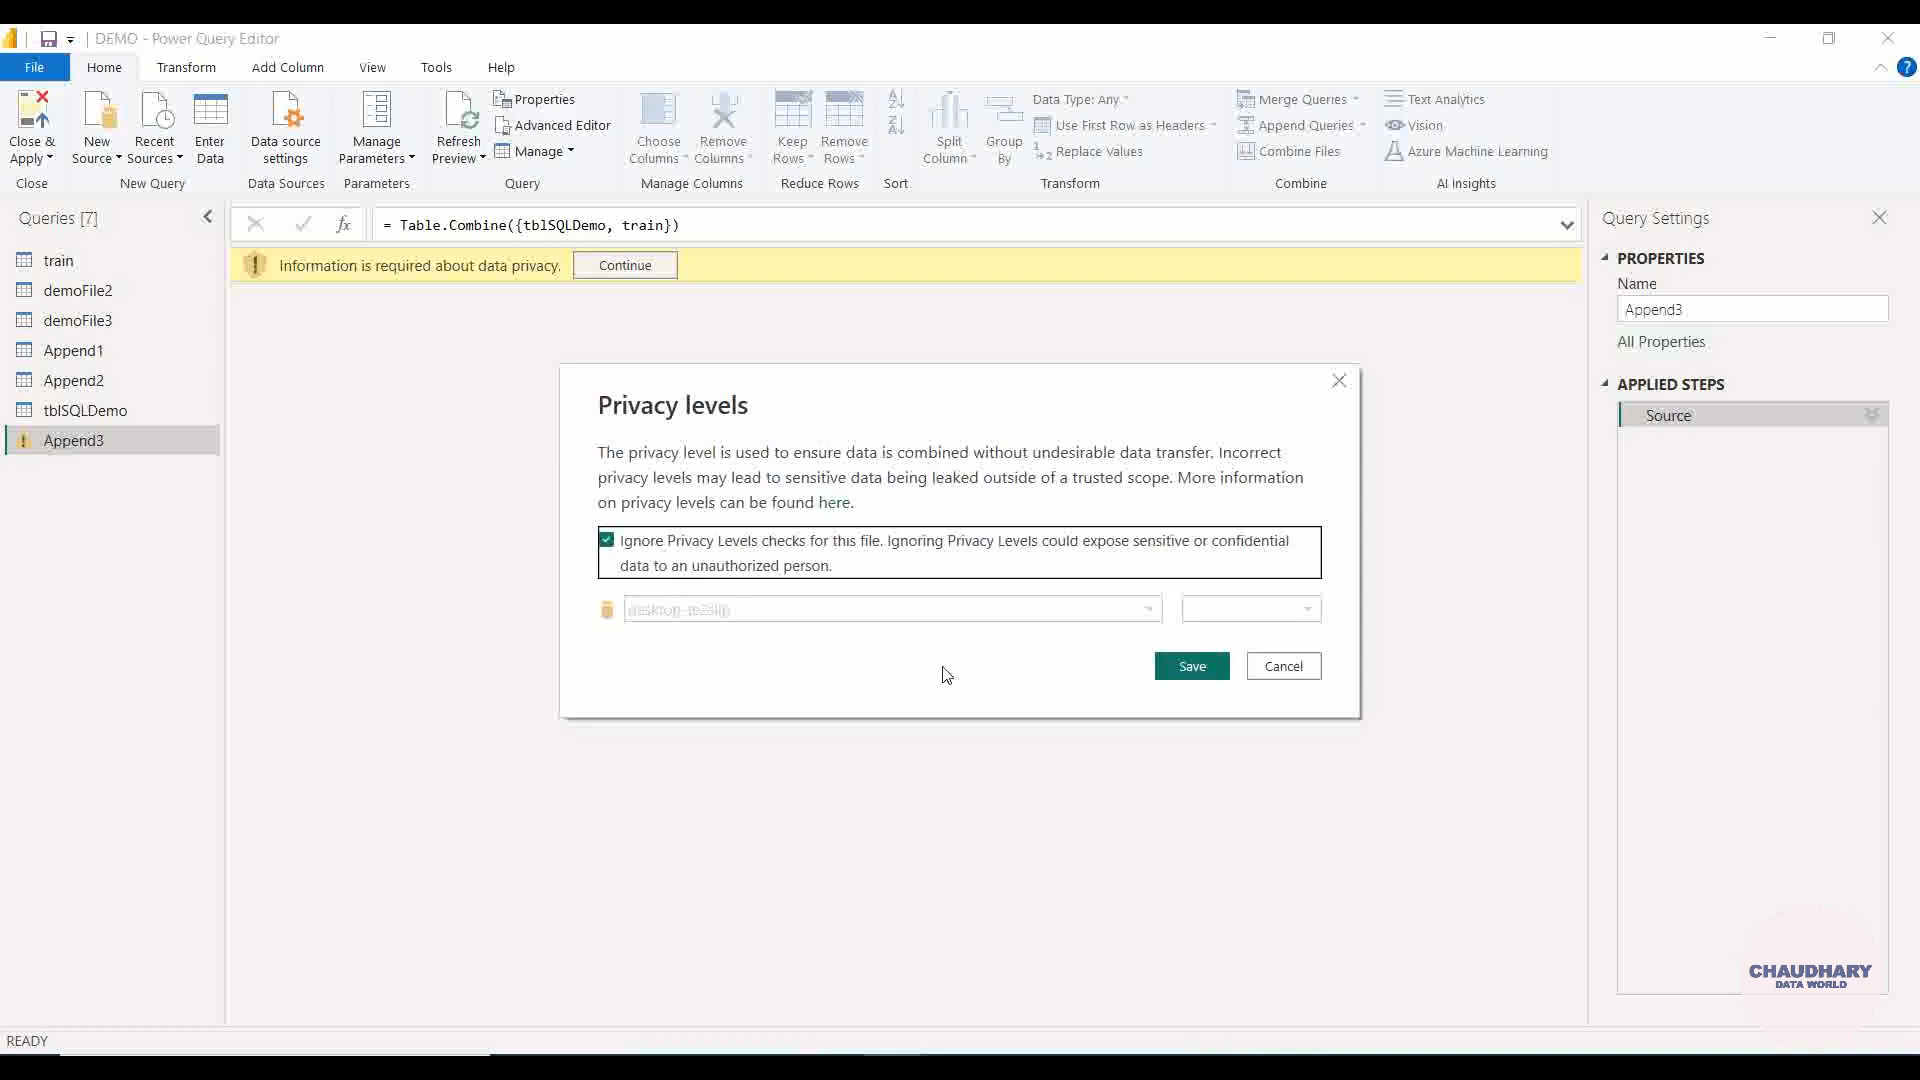 DEMO - Power Query Editor
File Home Transform Add Column View Tools Help
Close & Apply
New Source
Recent Sources
Enter Data
Data source settings
Manage Parameters
Refresh Preview
Properties
Advanced Editor
Manage
Choose Columns
Remove Columns
Keep Rows
Remove Rows
Split Column
Group By
Data Type: Any
Use First Row as Headers
Replace Values
Merge Queries
Append Queries
Combine Files
Text Analytics
Vision
Azure Machine Learning
Close New Query Data Sources Parameters Query Manage Columns Reduce Rows Sort Transform Combine AI Insights
Queries [7]
train
demoFile2
demoFile3
Append1
Append2
tblSQLDemo
Append3
fx
= Table.Combine({tblSQLDemo, train})
Information is required about data privacy. Continue
Privacy levels
The privacy level is used to ensure data is combined without undesirable data transfer. Incorrect
privacy levels may lead to sensitive data being leaked outside of a trusted scope. More information
on privacy levels can be found here.
Ignore Privacy Levels checks for this file. Ignoring Privacy Levels could expose sensitive or confidential
data to an unauthorized person.
Save Cancel
Query Settings
PROPERTIES
Name
Append3
All Properties
APPLIED STEPS
Source
CHAUDHARY
DATA WORLD
READY